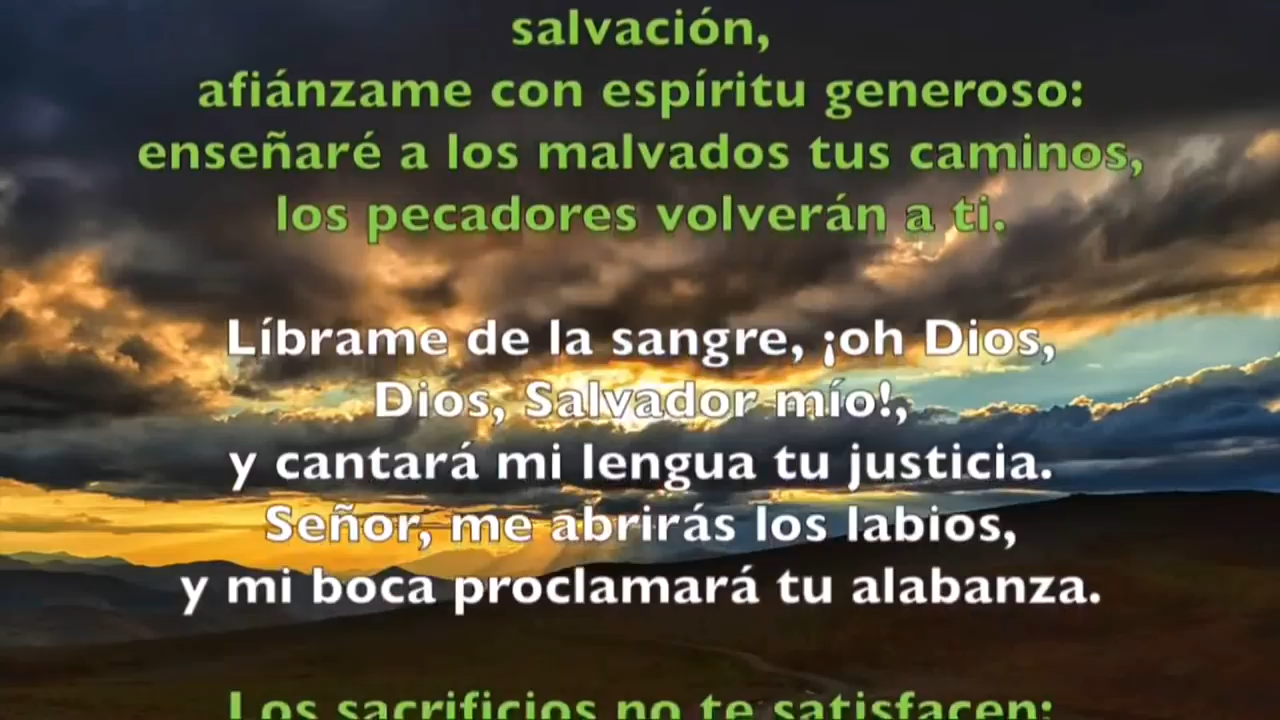 salvación,
afiánzame con espíritu generoso:
enseñaré a los malvados tus caminos,
los pecadores volverán a ti.
Líbrame de la sangre, ¡oh Dios,
Dios, Salvador mío!,
y cantará mi lengua tu justicia.
Señor, me abrirás los labios,
y mi boca proclamará tu alabanza.
Los sacrificios no te satisfacen: